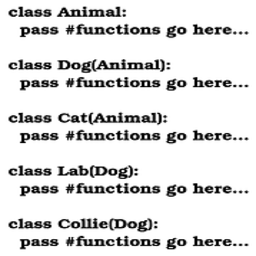 class Animal:
pass #functions go here...
class Dog(Animal):
pass #functions go here...
class Cat(Animal):
pass #functions go here...
class Lab(Dog):
pass #functions go here...
class Collie(Dog):
pass #functions go here...